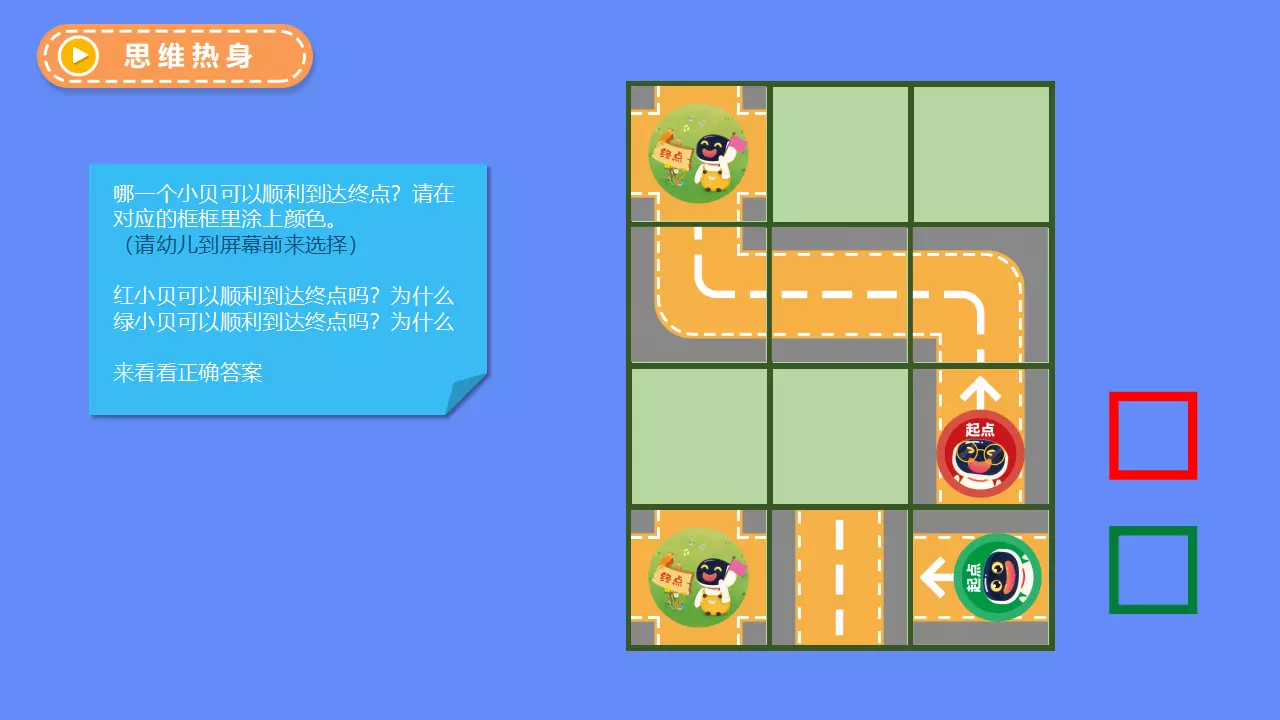 思维热身
哪一个小贝可以顺利到达终点？请在
对应的框框里涂上颜色。
（请幼儿到屏幕前来选择）
红小贝可以顺利到达终点吗？为什么
绿小贝可以顺利到达终点吗？为什么
来看看正确答案
终点
起点
终点
起点